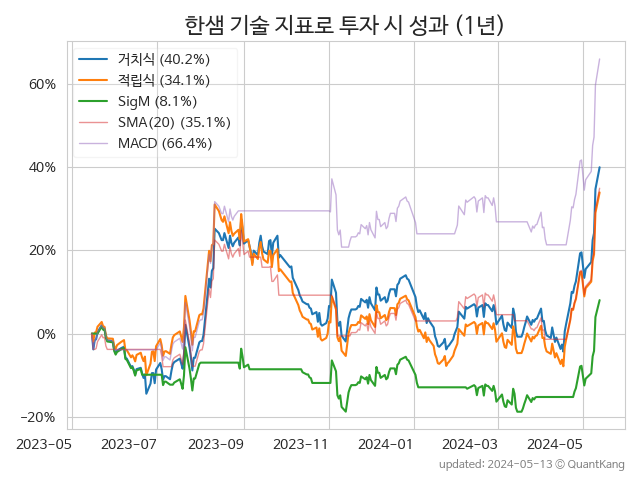 한샘 기술 지표로 투자 시 성과 (1년)
거치식 (40.2%)
적립식 (34.1%)
SigM (8.1%)
SMA(20) (35.1%)
MACD (66.4%)
60%
40%
20%
0%
−20%
2023-05 2023-07 2023-09 2023-11 2024-01 2024-03 2024-05
updated: 2024-05-13 ⓒ QuantKang